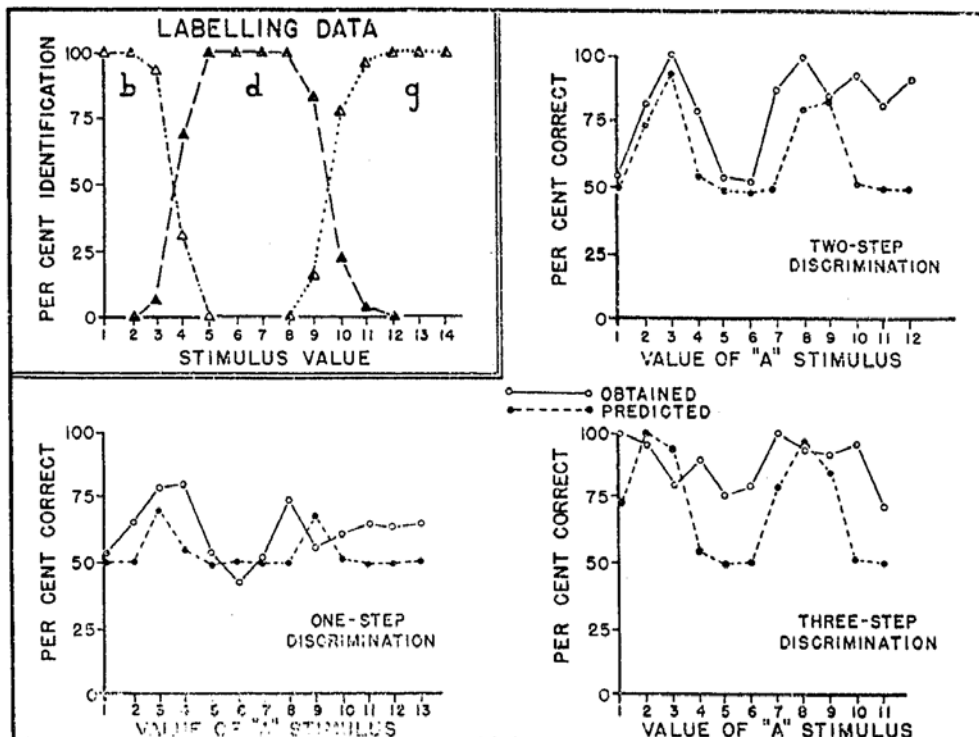 LABELLING DATA
PER CENT IDENTIFICATION
100
75
50
25
0
b d g
1 2 3 4 5 6 7 8 9 10 11 12 13 14
STIMULUS VALUE
PER CENT CORRECT
100
75
50
25
0
TWO-STEP
DISCRIMINATION
1 2 3 4 5 6 7 8 9 10 11 12
VALUE OF "A" STIMULUS
OBTAINED
PREDICTED
PER CENT CORRECT
100
75
50
25
0
ONE-STEP
DISCRIMINATION
1 2 3 4 5 6 7 8 9 10 11 12 13
VALUE OF "A" STIMULUS
PER CENT CORRECT
100
75
50
25
0
THREE-STEP
DISCRIMINATION
1 2 3 4 5 6 7 8 9 10 11
VALUE OF "A" STIMULUS